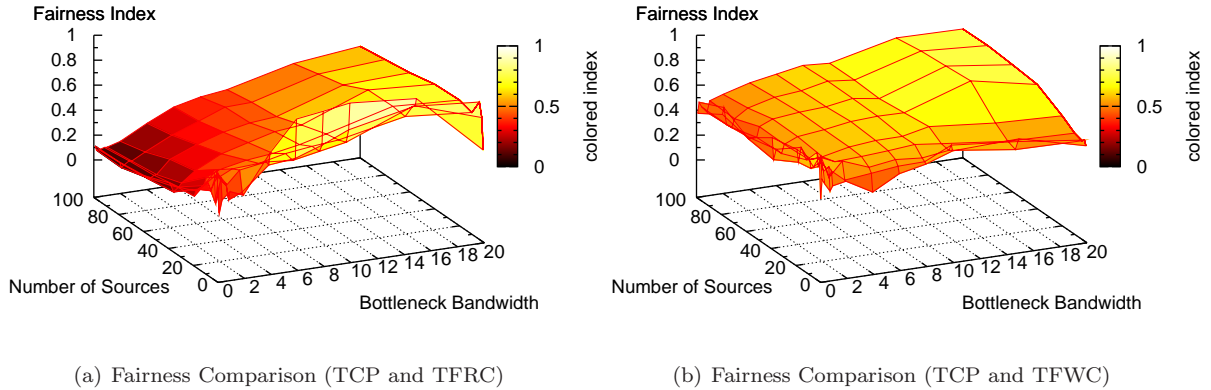 Fairness Index
1
0.8
0.6
0.4
0.2
0
100
80
60
40
20
0
Number of Sources
0 2 4 6 8 10 12 14 16 18 20
Bottleneck Bandwidth
1
0.5
0
colored index
(a) Fairness Comparison (TCP and TFRC)
Fairness Index
1
0.8
0.6
0.4
0.2
0
100
80
60
40
20
0
Number of Sources
0 2 4 6 8 10 12 14 16 18 20
Bottleneck Bandwidth
1
0.5
0
colored index
(b) Fairness Comparison (TCP and TFWC)